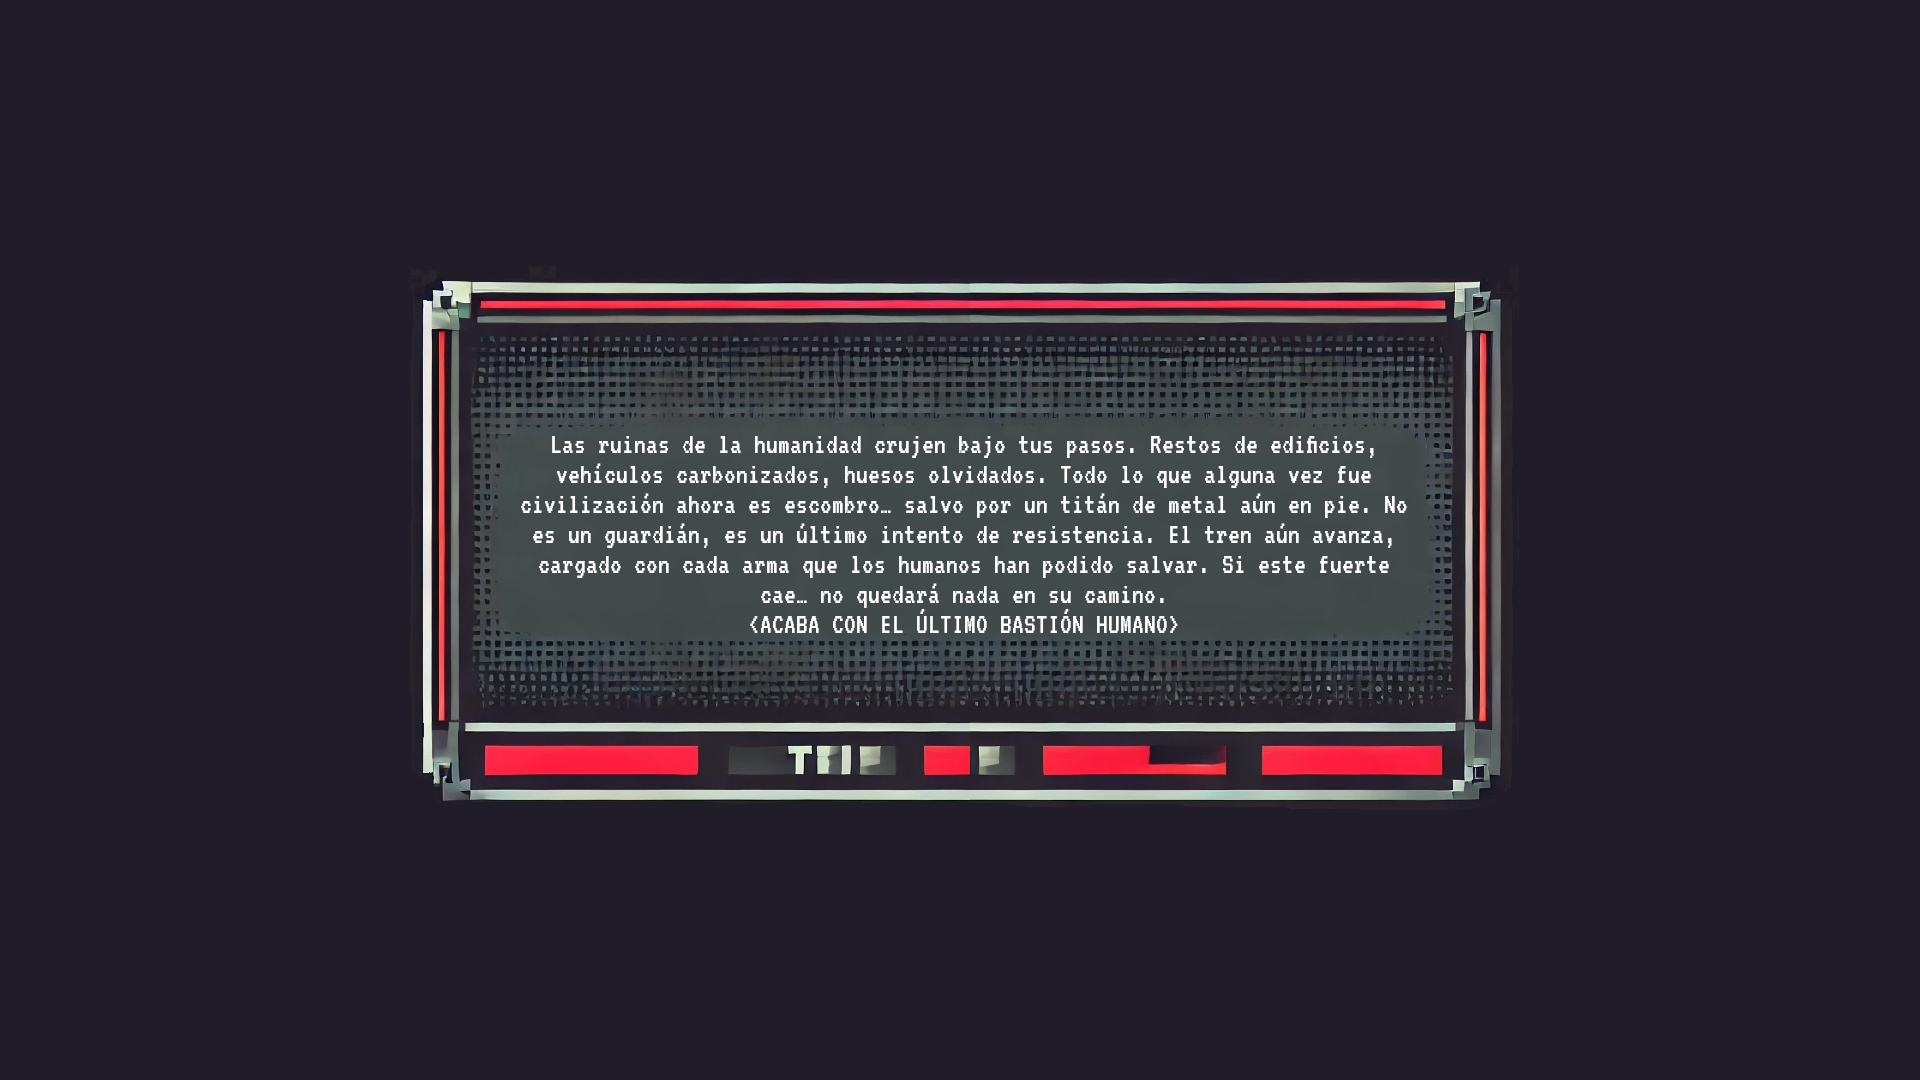 Las ruinas de la humanidad crujen bajo tus pasos. Restos de edificios,
vehículos carbonizados, huesos olvidados. Todo lo que alguna vez fue
civilización ahora es escombro… salvo por un titán de metal aún en pie. No
es un guardián, es un último intento de resistencia. El tren aún avanza,
cargado con cada arma que los humanos han podido salvar. Si este fuerte
cae… no quedará nada en su camino.
<ACABA CON EL ÚLTIMO BASTIÓN HUMANO>